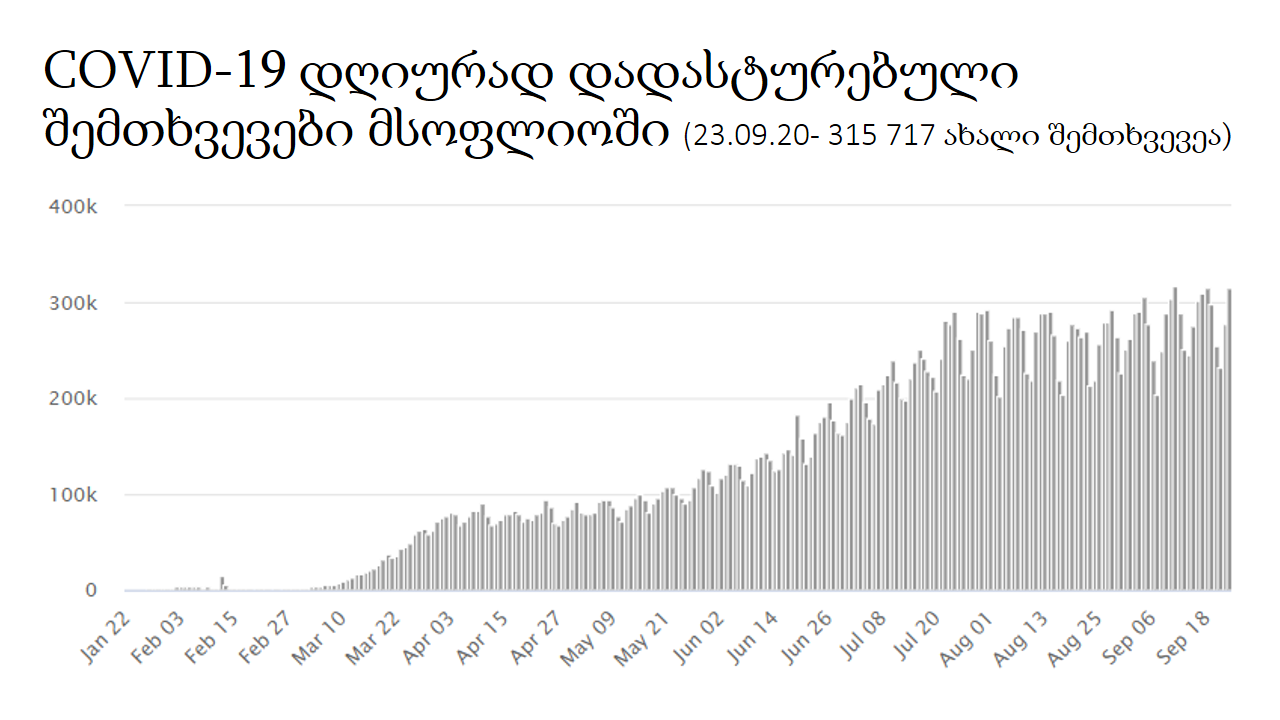 COVID-19 დღიურად დადასტურებული
შემთხვევები მსოფლიოში (23.09.20- 315 717 ახალი შემთხვევეა)
400k
300k
200k
100k
0
Jan 22
Feb 03
Feb 15
Feb 27
Mar 10
Mar 22
Apr 03
Apr 15
Apr 27
May 09
May 21
Jun 02
Jun 14
Jun 26
Jul 08
Jul 20
Aug 01
Aug 13
Aug 25
Sep 06
Sep 18